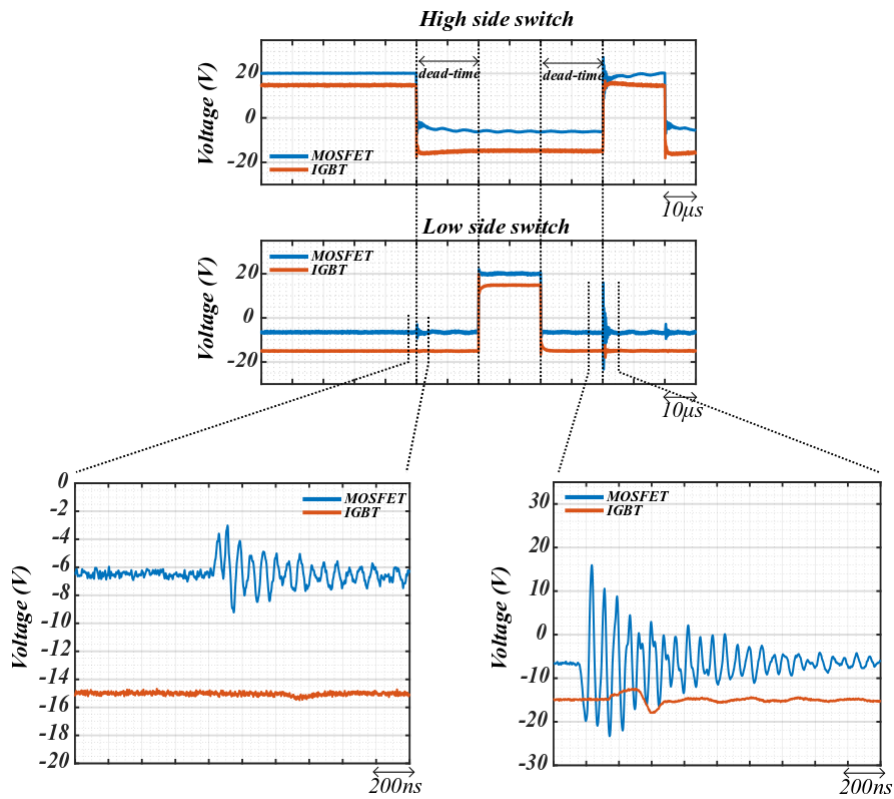 High side switch
20
0
-20
Voltage (V)
dead-time
dead-time
MOSFET
IGBT
10μs
Low side switch
20
0
-20
Voltage (V)
MOSFET
IGBT
10μs
0
-2
-4
-6
-8
-10
-12
-14
-16
-18
-20
Voltage (V)
MOSFET
IGBT
200ns
35
30
20
10
0
-10
-20
-30
Voltage (V)
MOSFET
IGBT
200ns